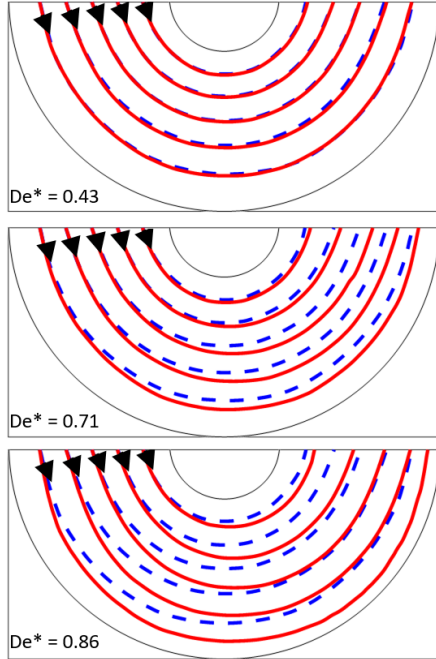 De* = 0.43
De* = 0.71
De* = 0.86